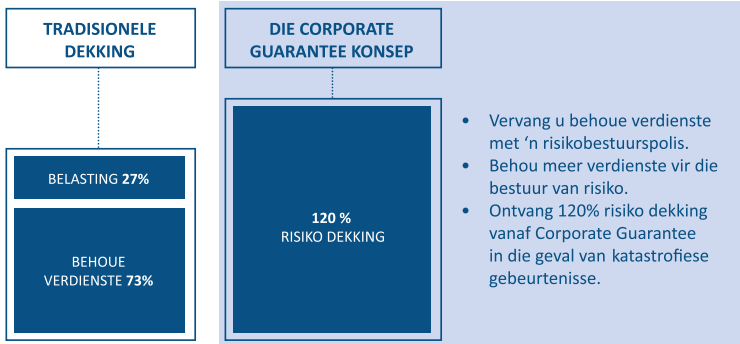 TRADISIONELE
DEKKING
BELASTING 27%
BEHOUE
VERDIENSTE 73%
DIE CORPORATE
GUARANTEE KONSEP
120 %
RISIKO DEKKING
• Vervang u behoue verdienste
met ‘n risikobestuurspolis.
• Behou meer verdienste vir die
bestuur van risiko.
• Ontvang 120% risiko dekking
vanaf Corporate Guarantee
in die geval van katastrofiese
gebeurtenisse.